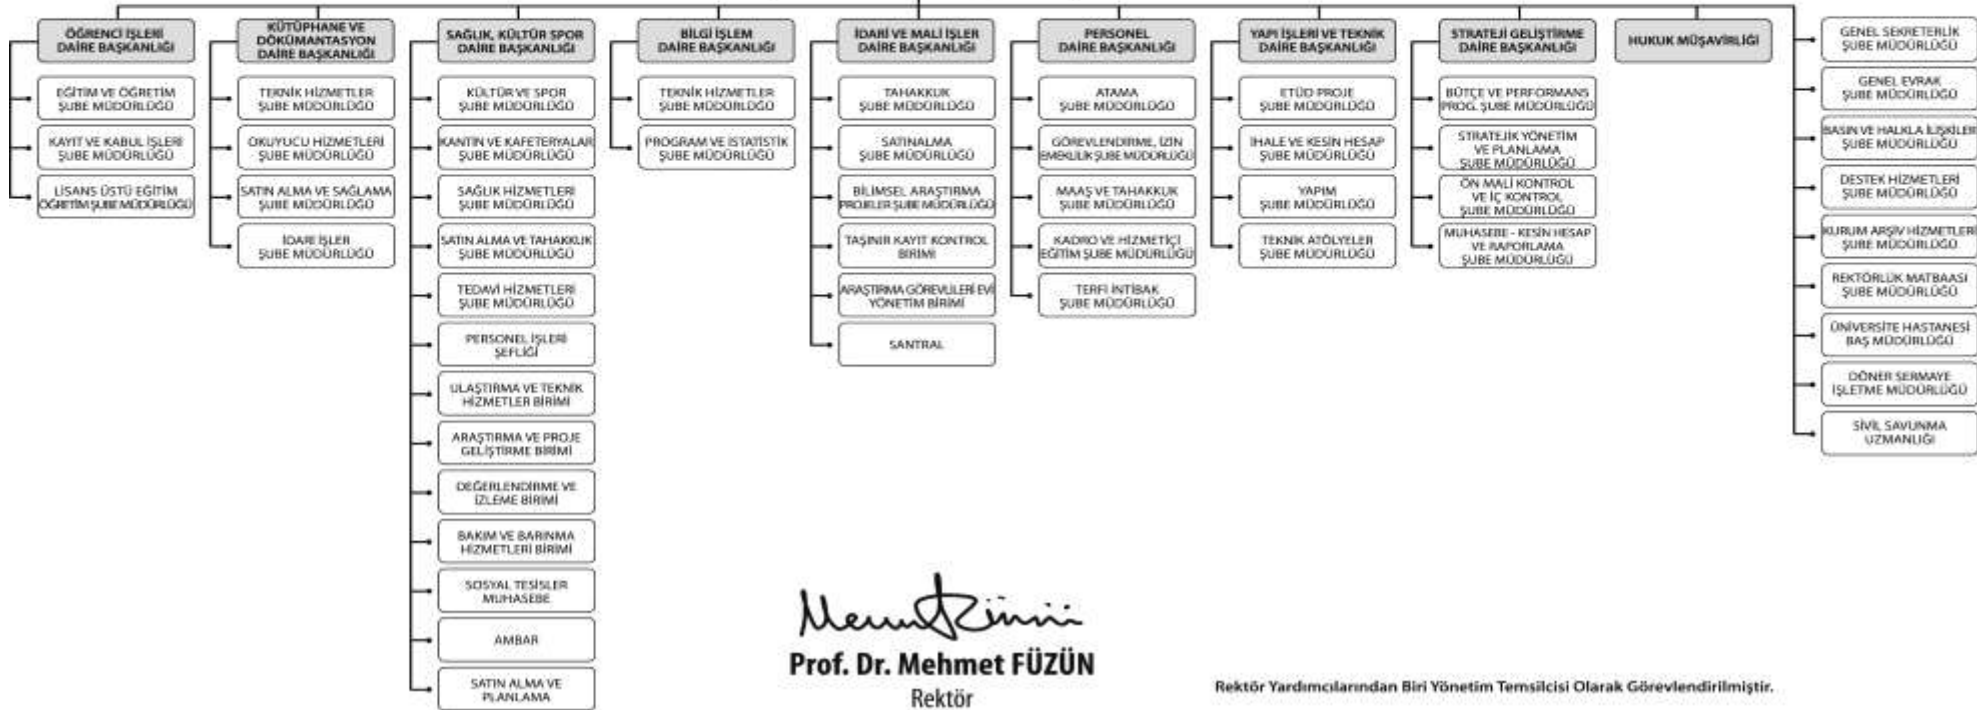 ÖĞRENCİ İŞLERİ
DAİRE BAŞKANLIĞI
EĞİTİM VE ÖĞRETİM
ŞUBE MÜDÜRLÜĞÜ
KAYIT VE KABUL İŞLERİ
ŞUBE MÜDÜRLÜĞÜ
LİSANS ÜSTÜ EĞİTİM
ÖĞRETİM ŞUBE MÜDÜRLÜĞÜ
KÜTÜPHANE VE
DÖKÜMANTASYON
DAİRE BAŞKANLIĞI
TEKNİK HİZMETLER
ŞUBE MÜDÜRLÜĞÜ
OKUYUCU HİZMETLERİ
ŞUBE MÜDÜRLÜĞÜ
SATIN ALMA VE SAĞLAMA
ŞUBE MÜDÜRLÜĞÜ
İDARİ İŞLER
ŞUBE MÜDÜRLÜĞÜ
SAĞLIK, KÜLTÜR SPOR
DAİRE BAŞKANLIĞI
KÜLTÜR VE SPOR
ŞUBE MÜDÜRLÜĞÜ
KANTİN VE KAFETERYALAR
ŞUBE MÜDÜRLÜĞÜ
SAĞLIK HİZMETLERİ
ŞUBE MÜDÜRLÜĞÜ
SATIN ALMA VE TAHAKKUK
ŞUBE MÜDÜRLÜĞÜ
TEDAVİ HİZMETLERİ
ŞUBE MÜDÜRLÜĞÜ
PERSONEL İŞLERİ
ŞEFLİĞİ
ULAŞTIRMA VE TEKNİK
HİZMETLER BİRİMİ
ARAŞTIRMA VE PROJE
GELİŞTİRME BİRİMİ
DEĞERLENDİRME VE
İZLEME BİRİMİ
BAKIM VE BARINMA
HİZMETLERİ BİRİMİ
SOSYAL TESİSLER
MUHASEBE
AMBAR
SATIN ALMA VE
PLANLAMA
BİLGİ İŞLEM
DAİRE BAŞKANLIĞI
TEKNİK HİZMETLER
ŞUBE MÜDÜRLÜĞÜ
PROGRAM VE İSTATİSTİK
ŞUBE MÜDÜRLÜĞÜ
İDARİ VE MALİ İŞLER
DAİRE BAŞKANLIĞI
TAHAKKUK
ŞUBE MÜDÜRLÜĞÜ
SATINALMA
ŞUBE MÜDÜRLÜĞÜ
BİLİMSEL ARAŞTIRMA
PROJELER ŞUBE MÜDÜRLÜĞÜ
TAŞINIR KAYIT KONTROL
BİRİMİ
ARAŞTIRMA GÖREVLİLERİ EVİ
YÖNETİM BİRİMİ
SANTRAL
PERSONEL
DAİRE BAŞKANLIĞI
ATAMA
ŞUBE MÜDÜRLÜĞÜ
GÖREVLENDİRME, İZİN
EMEKLİLİK ŞUBE MÜDÜRLÜĞÜ
MAAŞ VE TAHAKKUK
ŞUBE MÜDÜRLÜĞÜ
KADRO VE HİZMETİÇİ
EĞİTİM ŞUBE MÜDÜRLÜĞÜ
TERFİ İNTİBAK
ŞUBE MÜDÜRLÜĞÜ
YAPI İŞLERİ VE TEKNİK
DAİRE BAŞKANLIĞI
ETÜD PROJE
ŞUBE MÜDÜRLÜĞÜ
İHALE VE KESİN HESAP
ŞUBE MÜDÜRLÜĞÜ
YAPIM
ŞUBE MÜDÜRLÜĞÜ
TEKNİK ATÖLYELER
ŞUBE MÜDÜRLÜĞÜ
STRATEJİ GELİŞTİRME
DAİRE BAŞKANLIĞI
BÜTÇE VE PERFORMANS
PROG. ŞUBE MÜDÜRLÜĞÜ
STRATEJİK YÖNETİM
VE PLANLAMA
ŞUBE MÜDÜRLÜĞÜ
ÖN MALİ KONTROL
VE İÇ KONTROL
ŞUBE MÜDÜRLÜĞÜ
MUHASEBE - KESİN HESAP
VE RAPORLAMA
ŞUBE MÜDÜRLÜĞÜ
HUKUK MÜŞAVİRLİĞİ
GENEL SEKRETERLİK
ŞUBE MÜDÜRLÜĞÜ
GENEL EVRAK
ŞUBE MÜDÜRLÜĞÜ
BASIN VE HALKLA İLİŞKİLER
ŞUBE MÜDÜRLÜĞÜ
DESTEK HİZMETLERİ
ŞUBE MÜDÜRLÜĞÜ
KURUM ARŞİV HİZMETLERİ
ŞUBE MÜDÜRLÜĞÜ
REKTÖRLÜK MATBAASI
ŞUBE MÜDÜRLÜĞÜ
ÜNİVERSİTE HASTANESİ
BAŞ MÜDÜRLÜĞÜ
DÖNER SERMAYE
İŞLETME MÜDÜRLÜĞÜ
SİVİL SAVUNMA
UZMANLIĞI
Prof. Dr. Mehmet FÜZÜN
Rektör
Rektör Yardımcılarından Biri Yönetim Temsilcisi Olarak Görevlendirilmiştir.